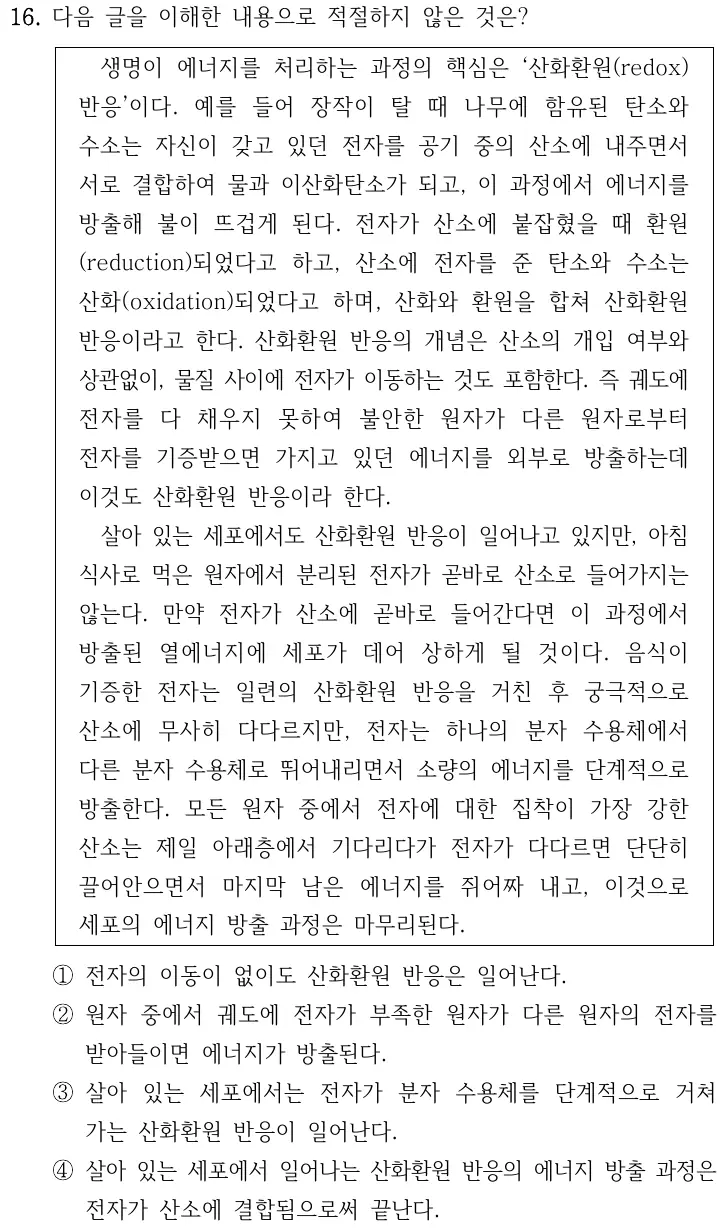 16. 다음 글을 이해한 내용으로 적절하지 않은 것은?
생명이 에너지를 처리하는 과정의 핵심은 ‘산화환원(redox)
반응’이다. 예를 들어 장작이 탈 때 나무에 함유된 탄소와
수소는 자신이 갖고 있던 전자를 공기 중의 산소에 내주면서
서로 결합하여 물과 이산화탄소가 되고, 이 과정에서 에너지를
방출해 불이 뜨겁게 된다. 전자가 산소에 붙잡혔을 때 환원
(reduction)되었다고 하고, 산소에 전자를 준 탄소와 수소는
산화(oxidation)되었다고 하며, 산화와 환원을 합쳐 산화환원
반응이라고 한다. 산화환원 반응의 개념은 산소의 개입 여부와
상관없이, 물질 사이에 전자가 이동하는 것도 포함한다. 즉 궤도에
전자를 다 채우지 못하여 불안한 원자가 다른 원자로부터
전자를 기증받으면 가지고 있던 에너지를 외부로 방출하는데
이것도 산화환원 반응이라 한다.
살아 있는 세포에서도 산화환원 반응이 일어나고 있지만, 아침
식사로 먹은 원자에서 분리된 전자가 곧바로 산소로 들어가지는
않는다. 만약 전자가 산소에 곧바로 들어간다면 이 과정에서
방출된 열에너지에 세포가 데어 상하게 될 것이다. 음식이
기증한 전자는 일련의 산화환원 반응을 거친 후 궁극적으로
산소에 무사히 다다르지만, 전자는 하나의 분자 수용체에서
다른 분자 수용체로 뛰어내리면서 소량의 에너지를 단계적으로
방출한다. 모든 원자 중에서 전자에 대한 집착이 가장 강한
산소는 제일 아래층에서 기다리다가 전자가 다다르면 단단히
끌어안으면서 마지막 남은 에너지를 쥐어짜 내고, 이것으로
세포의 에너지 방출 과정은 마무리된다.
① 전자의 이동이 없이도 산화환원 반응은 일어난다.
② 원자 중에서 궤도에 전자가 부족한 원자가 다른 원자의 전자를
받아들이면 에너지가 방출된다.
③ 살아 있는 세포에서는 전자가 분자 수용체를 단계적으로 거쳐
가는 산화환원 반응이 일어난다.
④ 살아 있는 세포에서 일어나는 산화환원 반응의 에너지 방출 과정은
전자가 산소에 결합됨으로써 끝난다.